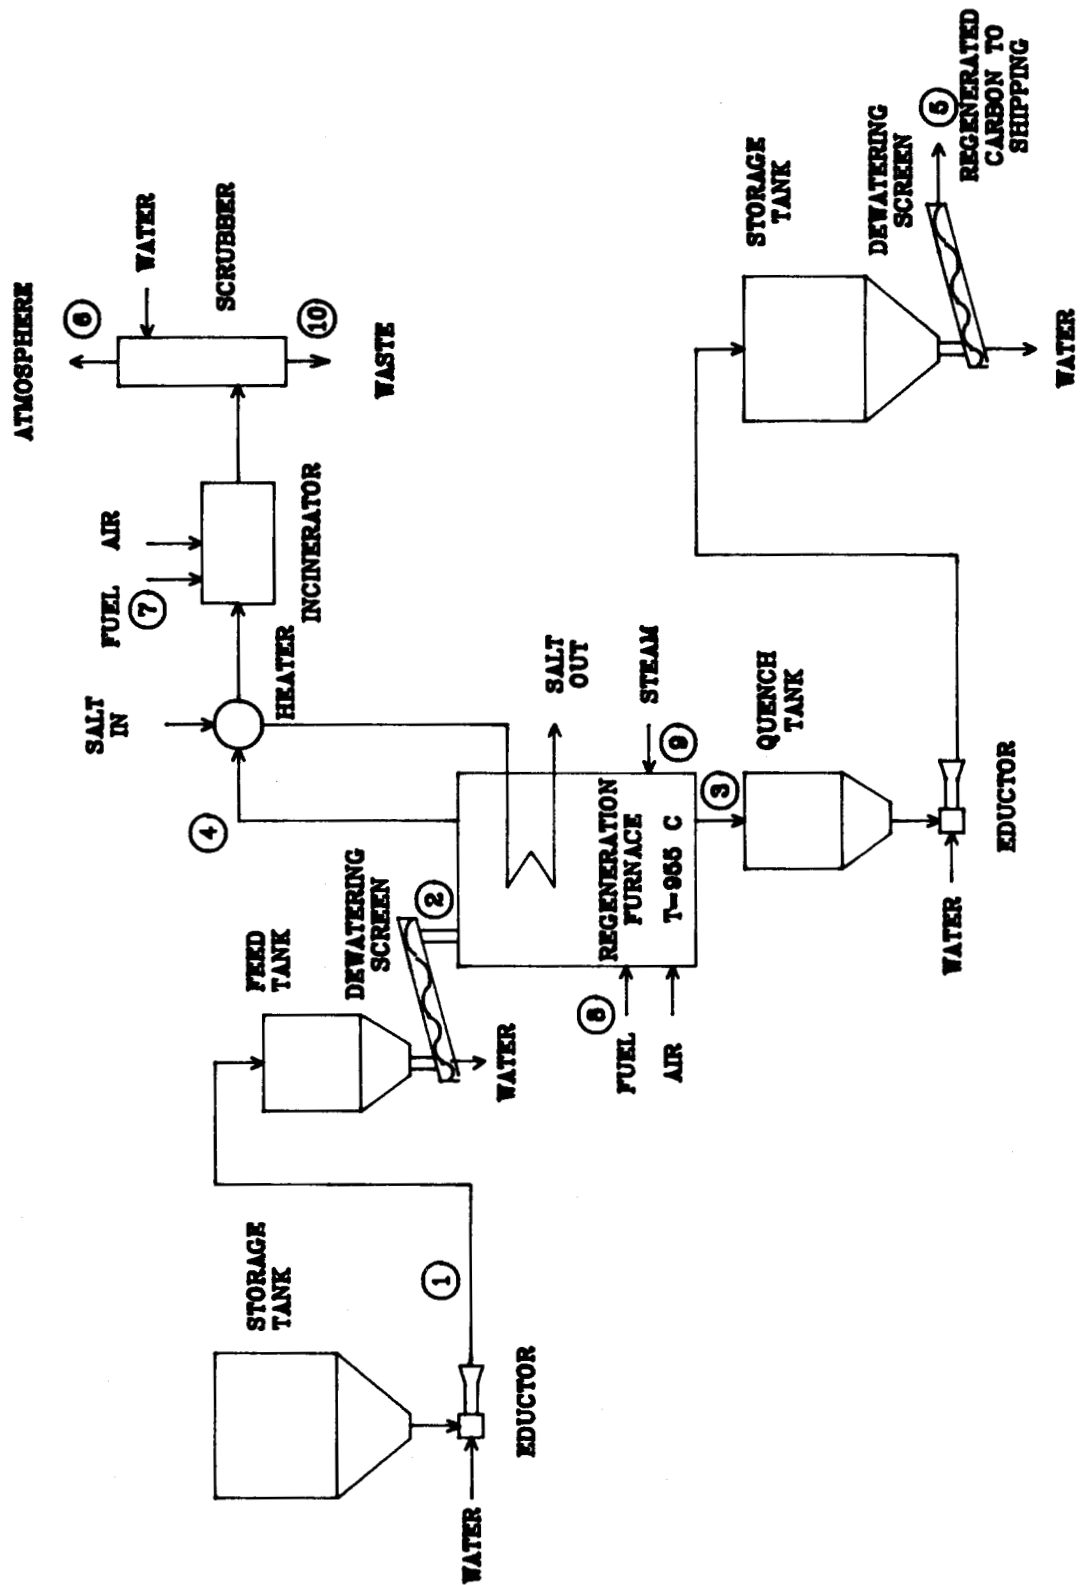 STORAGE
TANK
WATER
EDUCTOR
1
FEED
TANK
DEWATERING
SCREEN
WATER
2
4
SALT
IN
HEATER
FUEL
7
AIR
INCINERATOR
ATMOSPHERE
6
WATER
SCRUBBER
10
WASTE
SALT
OUT
STEAM
9
REGENERATION
FURNACE
T=955 C
8
FUEL
AIR
3
QUENCH
TANK
WATER
EDUCTOR
STORAGE
TANK
DEWATERING
SCREEN
5
REGENERATED
CARBON TO
SHIPPING
WATER